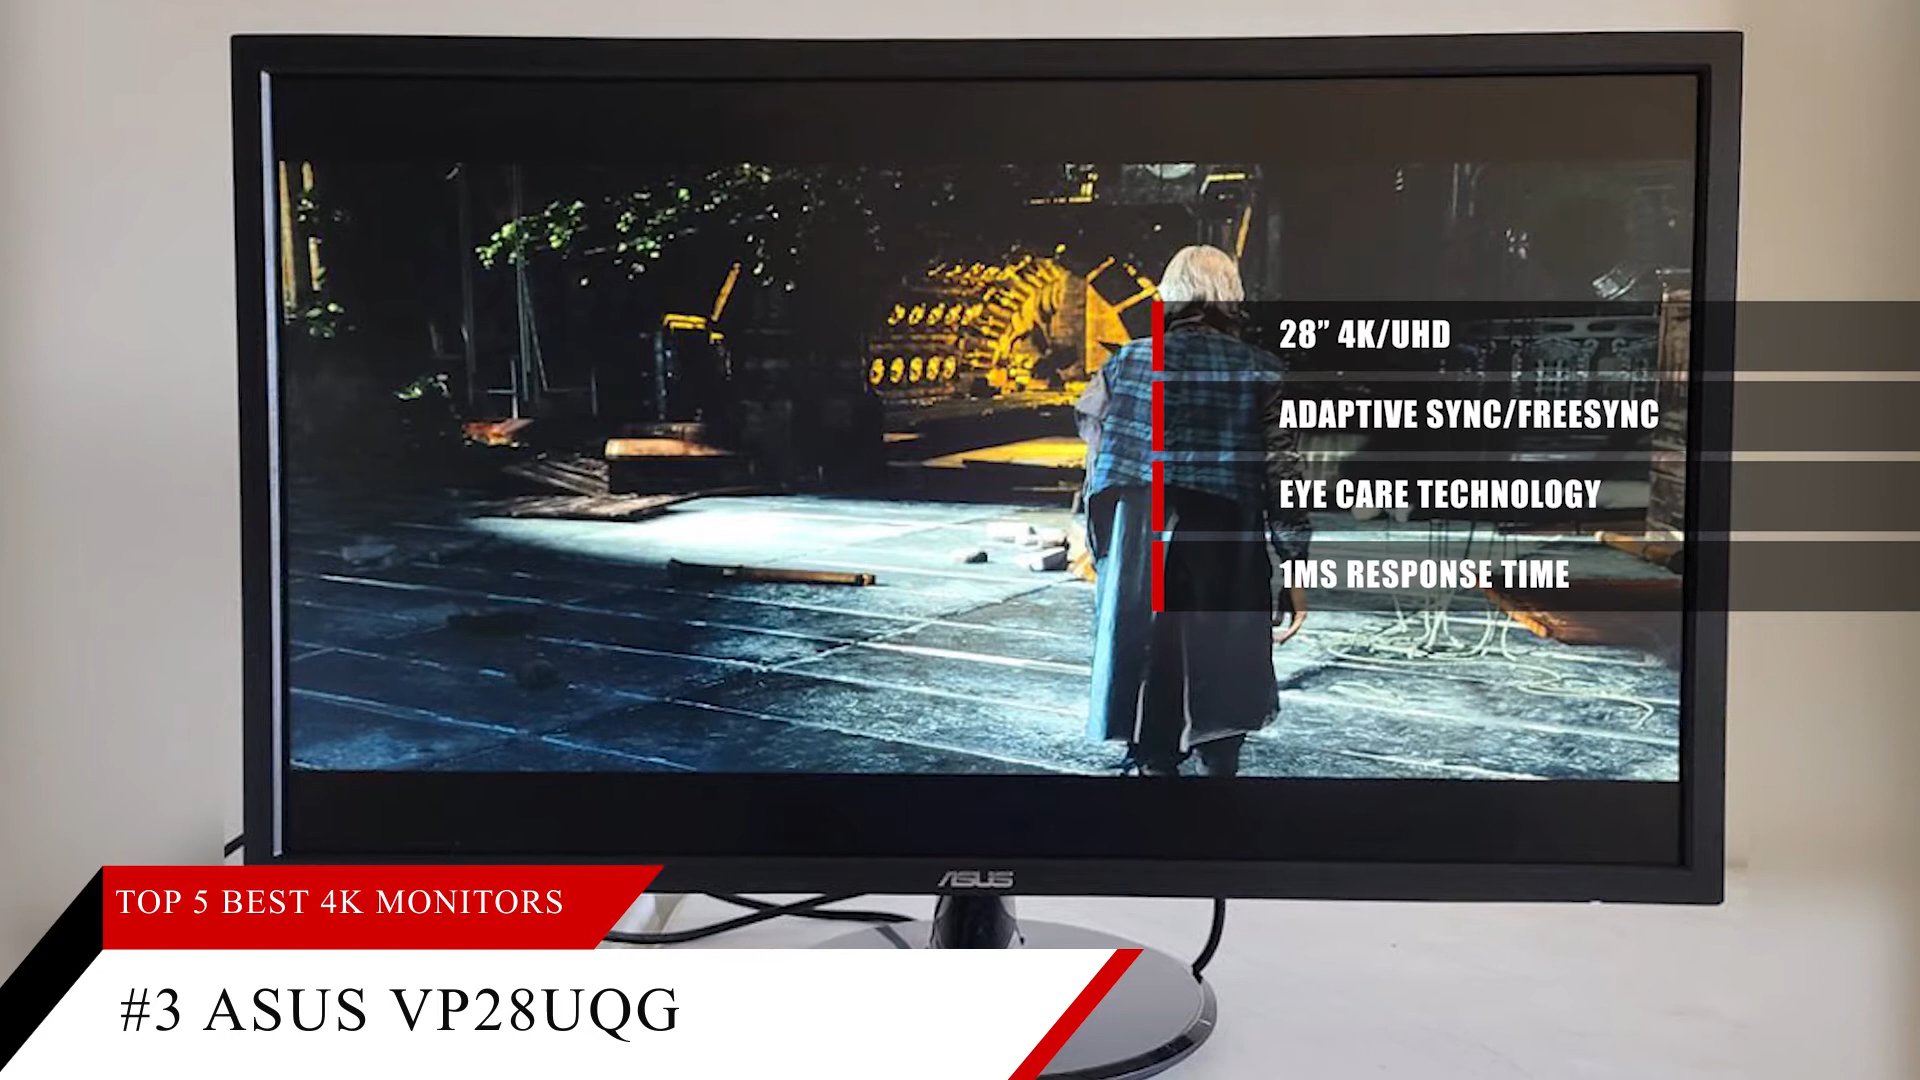 28” 4K/UHD
ADAPTIVE SYNC/FREESYNC
EYE CARE TECHNOLOGY
1MS RESPONSE TIME
ASUS
TOP 5 BEST 4K MONITORS
#3 ASUS VP28UQG